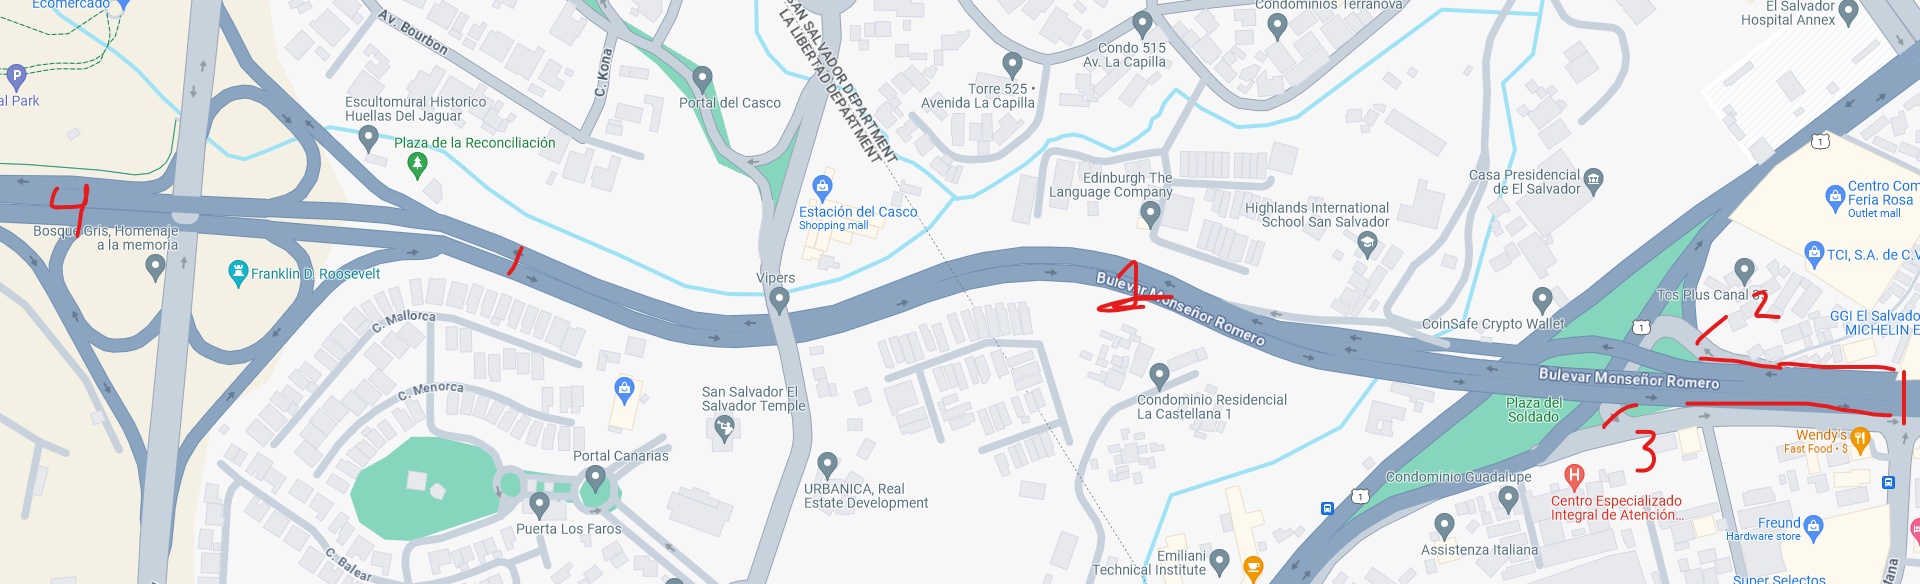 Ecomercado
P
al Park
Av. Bourbon
C. Kona
Escultomural Historico
Huellas Del Jaguar
Plaza de la Reconciliación
Portal del Casco
SAN SALVADOR DEPARTMENT
LA LIBERTAD DEPARTMENT
Torre 525 •
Avenida La Capilla
Condo 515
Av. La Capilla
Condominios Terranova
El Salvador
Hospital Annex
1
Edinburgh The
Language Company
Casa Presidencial
de El Salvador
Centro Com
Feria Rosa
Outlet mall
Highlands International
School San Salvador
Estación del Casco
Shopping mall
4
Bosque Gris, Homenaje
a la memoria
Franklin D. Roosevelt
Vipers
TCI, S.A. de C.V
Tcs Plus Canal 35
2
1
Bulevar Monseñor Romero
CoinSafe Crypto Wallet
1
GGI El Salvado
MICHELIN E
C. Mallorca
C. Menorca
Bulevar Monseñor Romero
Plaza del
Soldado
San Salvador El
Salvador Temple
Condominio Residencial
La Castellana 1
3
Wendy's
Fast Food • $
Portal Canarias
URBANICA, Real
Estate Development
Condominio Guadalupe
H
Centro Especializado
Integral de Atención...
1
Puerta Los Faros
Freund
Hardware store
Assistenza Italiana
Emiliani
Technical Institute
C. Balear
Super Selectos